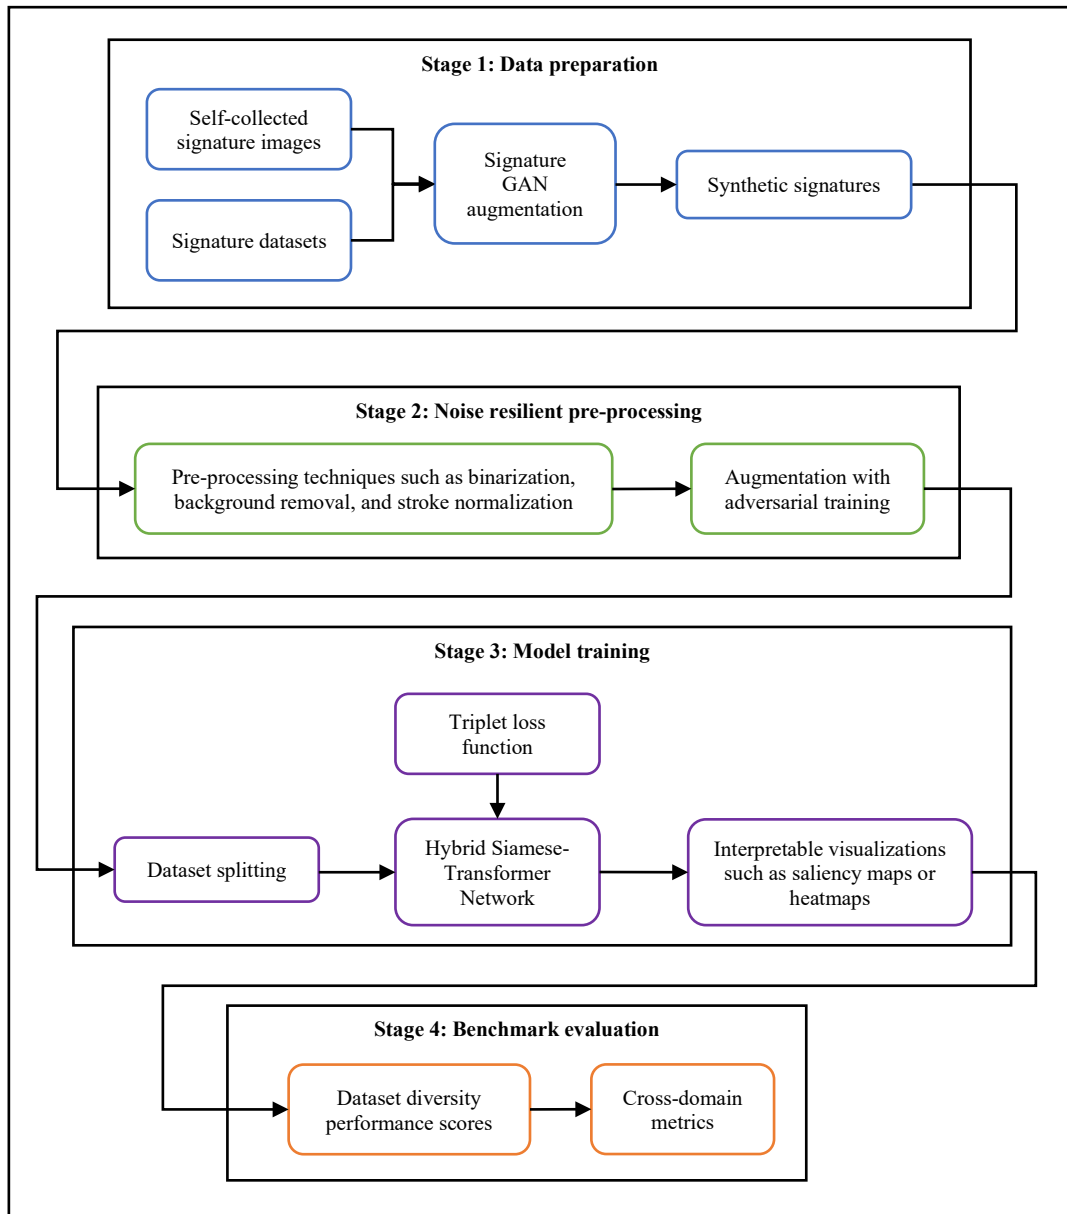 Stage 1: Data preparation
Self-collected
signature images
Signature datasets
Signature
GAN
augmentation
Synthetic signatures
Stage 2: Noise resilient pre-processing
Pre-processing techniques such as binarization,
background removal, and stroke normalization
Augmentation with
adversarial training
Stage 3: Model training
Triplet loss
function
Dataset splitting
Hybrid Siamese-
Transformer
Network
Interpretable visualizations
such as saliency maps or
heatmaps
Stage 4: Benchmark evaluation
Dataset diversity
performance scores
Cross-domain
metrics